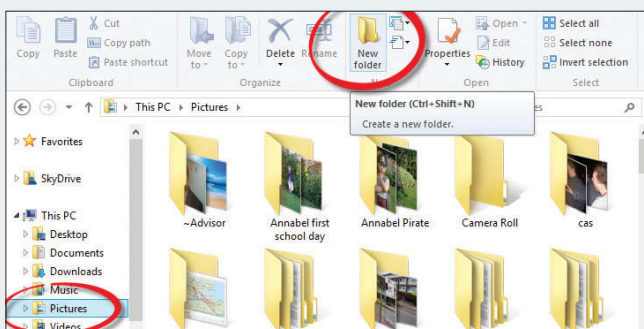 Cut
Copy path
Paste shortcut
Copy
Paste
Clipboard
Move
to
Copy
to
Delete
Rename
Organize
New
folder
Properties
Open
Edit
History
Open
Select all
Select none
Invert selection
Select
This PC
Pictures
New folder (Ctrl+Shift+N)
Create a new folder.
Favorites
SkyDrive
This PC
Desktop
Documents
Downloads
Music
Pictures
Videos
~Advisor
Annabel first
school day
Annabel Pirate
Camera Roll
cas